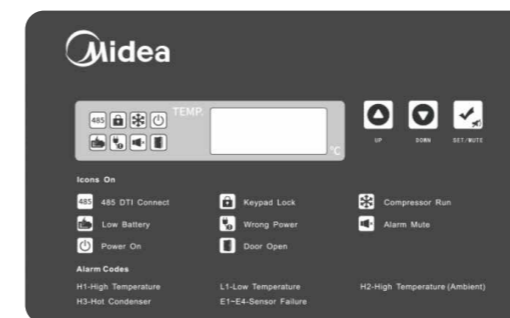 Midea
TEMP.
485
°C
UP DOWN SET/MUTE
Icons On
485 485 DTI Connect Keypad Lock Compressor Run
Low Battery Wrong Power Alarm Mute
Power On Door Open
Alarm Codes
H1-High Temperature L1-Low Temperature H2-High Temperature (Ambient)
H3-Hot Condenser E1~E4-Sensor Failure